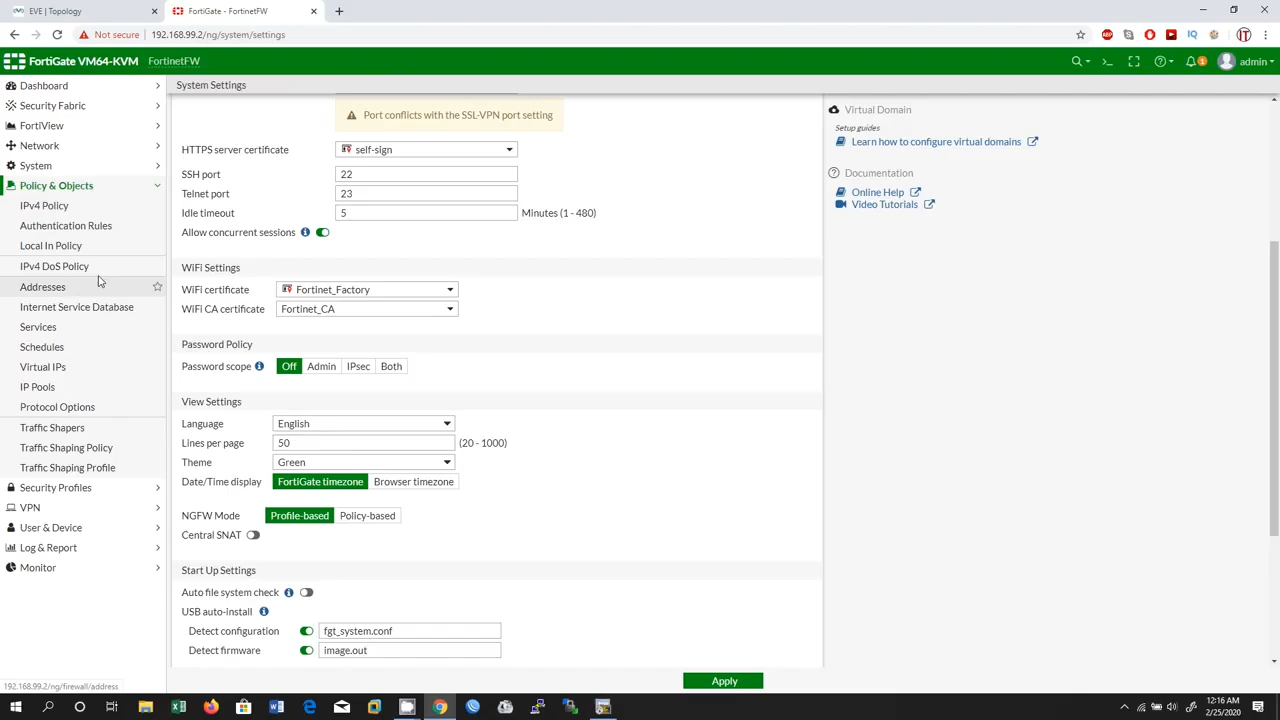 EVE | Topology
FortiGate - FortinetFW
Not secure
192.168.99.2/ng/system/settings
FortiGate VM64-KVM
FortinetFW
1
admin
Dashboard
Security Fabric
FortiView
Network
System
Policy & Objects
IPv4 Policy
Authentication Rules
Local In Policy
IPv4 DoS Policy
Addresses
Internet Service Database
Services
Schedules
Virtual IPs
IP Pools
Protocol Options
Traffic Shapers
Traffic Shaping Policy
Traffic Shaping Profile
Security Profiles
VPN
User & Device
Log & Report
Monitor
192.168.99.2/ng/firewall/address
System Settings
Port conflicts with the SSL-VPN port setting
HTTPS server certificate self-sign
SSH port 22
Telnet port 23
Idle timeout 5 Minutes (1 - 480)
Allow concurrent sessions
WiFi Settings
WiFi certificate Fortinet_Factory
WiFi CA certificate Fortinet_CA
Password Policy
Password scope Off Admin IPsec Both
View Settings
Language English
Lines per page 50 (20 - 1000)
Theme Green
Date/Time display FortiGate timezone Browser timezone
NGFW Mode Profile-based Policy-based
Central SNAT
Start Up Settings
Auto file system check
USB auto-install
Detect configuration fgt_system.conf
Detect firmware image.out
Apply
Virtual Domain
Setup guides
Learn how to configure virtual domains
Documentation
Online Help
Video Tutorials
12:16 AM
2/25/2020